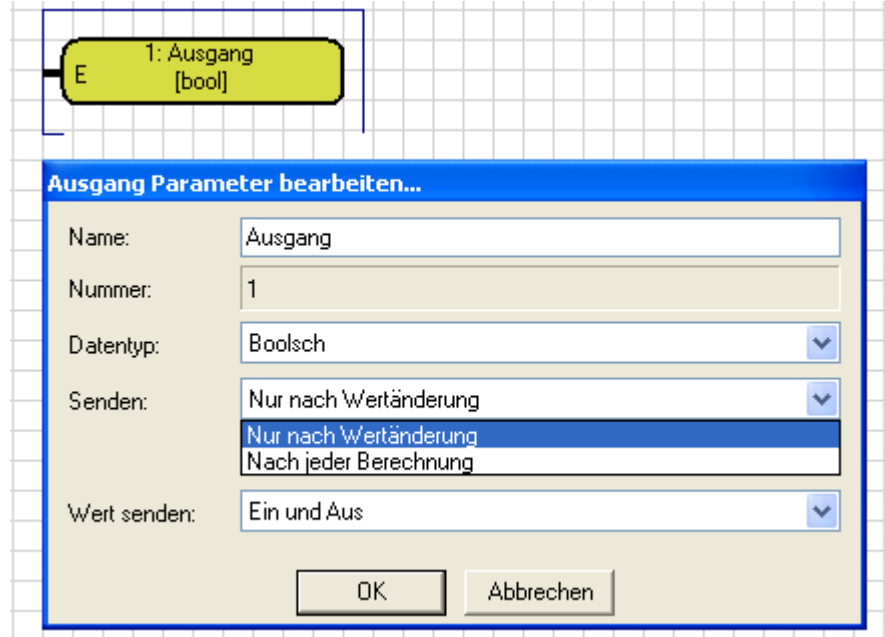 1: Ausgang
E
[bool]
Ausgang Parameter bearbeiten...
Name:
Ausgang
Nummer:
1
Datentyp:
Boolsch
Senden:
Nur nach Wertänderung
Nur nach Wertänderung
Nach jeder Berechnung
Wert senden:
Ein und Aus
OK
Abbrechen